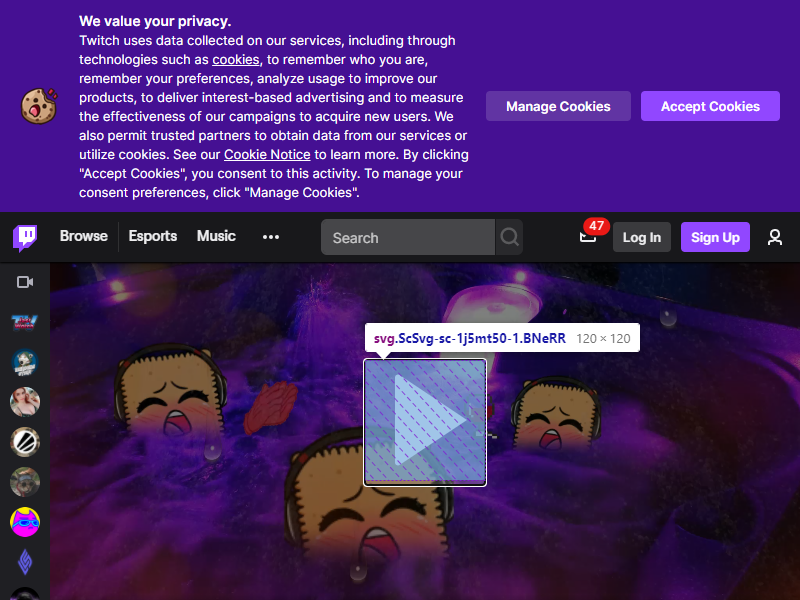 We value your privacy.
Twitch uses data collected on our services, including through
technologies such as cookies, to remember who you are,
remember your preferences, analyze usage to improve our
products, to deliver interest-based advertising and to measure
the effectiveness of our campaigns to acquire new users. We
also permit trusted partners to obtain data from our services or
utilize cookies. See our Cookie Notice to learn more. By clicking
"Accept Cookies", you consent to this activity. To manage your
consent preferences, click "Manage Cookies".
Manage Cookies
Accept Cookies
Browse
Esports
Music
Search
47
Log In
Sign Up
svg.ScSvg-sc-1j5mt50-1.BNeRR 120 × 120